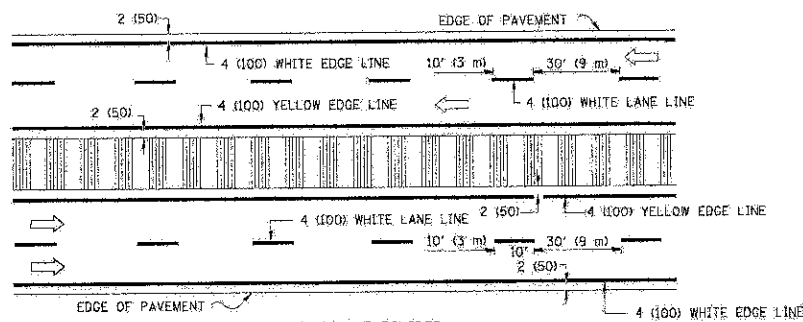 2 (50)
EDGE OF PAVEMENT
4 (100) WHITE EDGE LINE
10' (3 m)
30' (9 m)
4 (100) YELLOW EDGE LINE
4 (100) WHITE LANE LINE
2 (50)
2 (50)
4 (100) YELLOW EDGE LINE
4 (100) WHITE LANE LINE
10' (3 m)
10'
30' (9 m)
2 (50)
EDGE OF PAVEMENT
4 (100) WHITE EDGE LINE